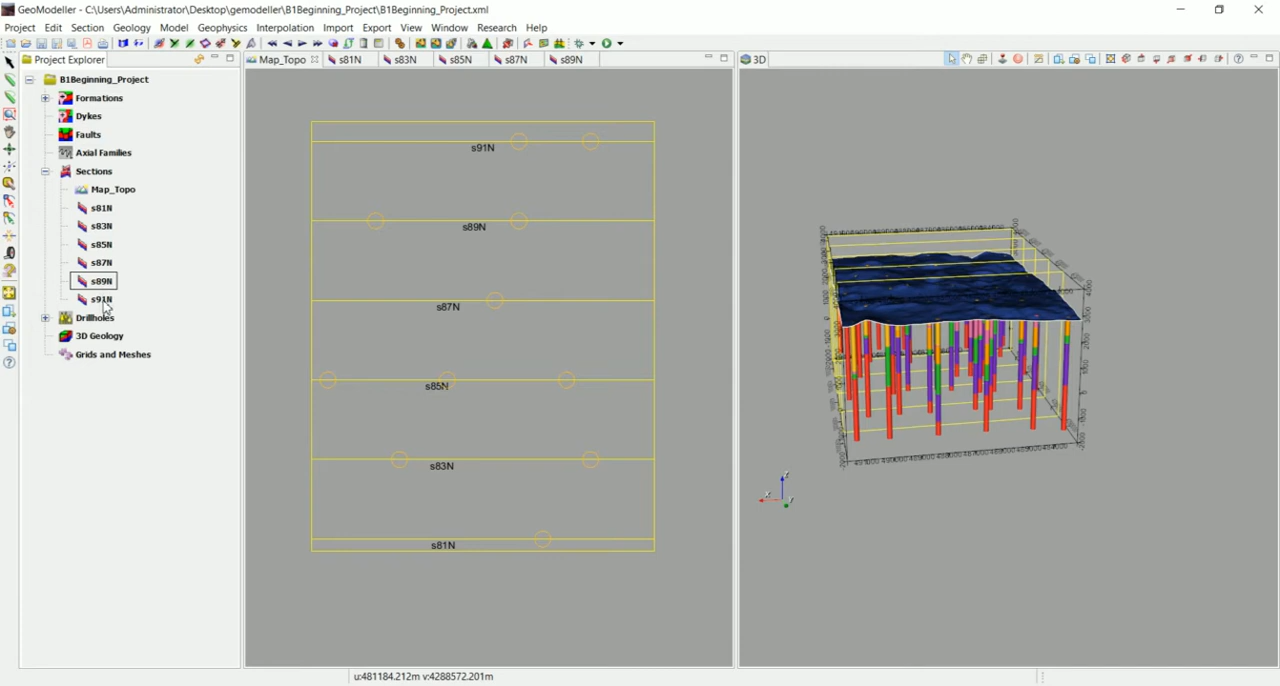 GeoModeller - C:\Users\Administrator\Desktop\gemodeller\B1Beginning_Project\B1Beginning_Project.xml
Project Edit Section Geology Model Geophysics Interpolation Import Export View Window Research Help
Project Explorer
Map_Topo s81N s83N s85N s87N s89N
3D
B1Beginning_Project
Formations
Dykes
Faults
Axial Families
Sections
Map_Topo
s81N
s83N
s85N
s87N
s89N
s91N
Drillholes
3D Geology
Grids and Meshes
s91N
s89N
s87N
s85N
s83N
s81N
u:481184.212m v:4288572.201m